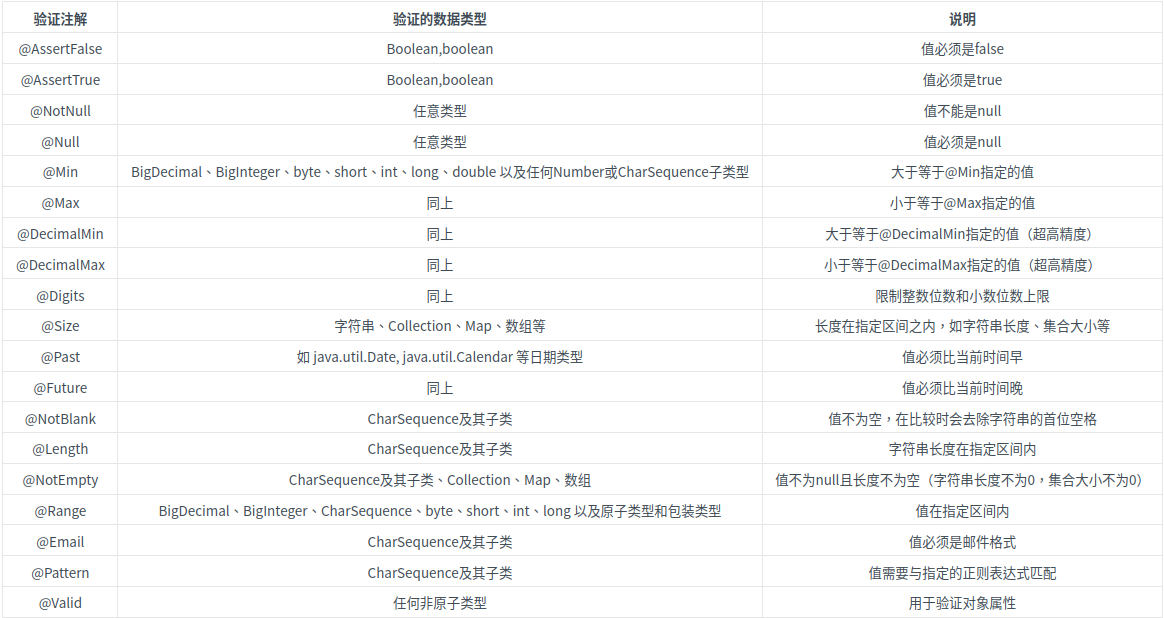 验证注解 验证的数据类型 说明
@AssertFalse Boolean,boolean 值必须是false
@AssertTrue Boolean,boolean 值必须是true
@NotNull 任意类型 值不能是null
@Null 任意类型 值必须是null
@Min BigDecimal、BigInteger、byte、short、int、long、double 以及任何Number或CharSequence子类型 大于等于@Min指定的值
@Max 同上 小于等于@Max指定的值
@DecimalMin 同上 大于等于@DecimalMin指定的值（超高精度）
@DecimalMax 同上 小于等于@DecimalMax指定的值（超高精度）
@Digits 同上 限制整数位数和小数位数上限
@Size 字符串、Collection、Map、数组等 长度在指定区间之内，如字符串长度、集合大小等
@Past 如 java.util.Date, java.util.Calendar 等日期类型 值必须比当前时间早
@Future 同上 值必须比当前时间晚
@NotBlank CharSequence及其子类 值不为空，在比较时会去除字符串的首位空格
@Length CharSequence及其子类 字符串长度在指定区间内
@NotEmpty CharSequence及其子类、Collection、Map、数组 值不为null且长度不为空（字符串长度不为0，集合大小不为0）
@Range BigDecimal、BigInteger、CharSequence、byte、short、int、long 以及原子类型和包装类型 值在指定区间内
@Email CharSequence及其子类 值必须是邮件格式
@Pattern CharSequence及其子类 值需要与指定的正则表达式匹配
@Valid 任何非原子类型 用于验证对象属性